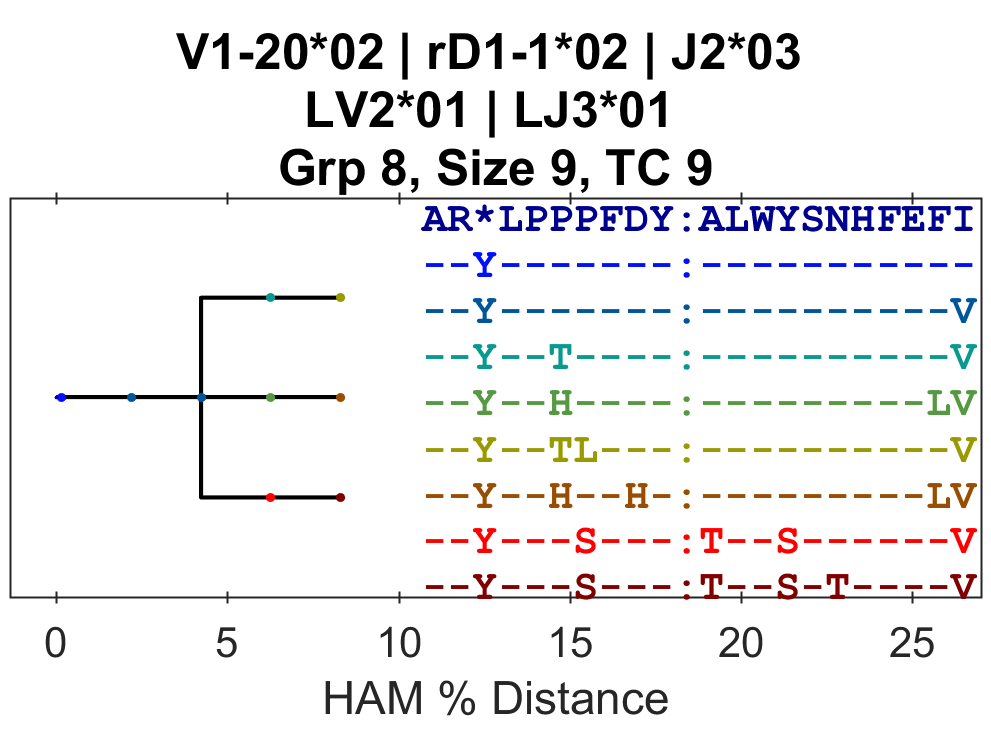 V1-20*02 | rD1-1*02 | J2*03
LV2*01 | LJ3*01
Grp 8, Size 9, TC 9
AR*LPPPFDY:ALWYSNHFEFI
--Y-------:-----------
--Y-------:----------V
--Y--T----:----------V
--Y--H----:---------LV
--Y--TL---:----------V
--Y--H--H-:---------LV
--Y---S---:T--S------V
--Y---S---:T--S-T----V
0 5 10 15 20 25
HAM % Distance